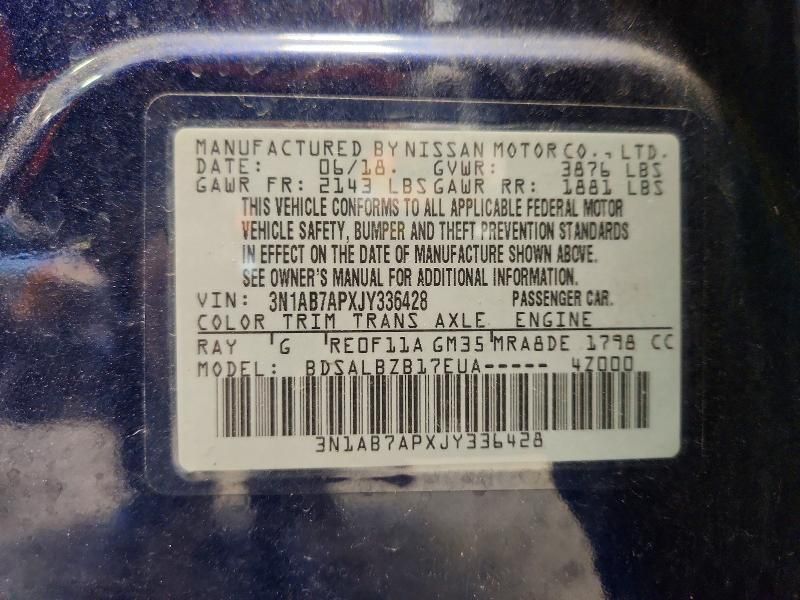 MANUFACTURED BY NISSAN MOTOR CO., LTD.
DATE: 06/18. GVWR: 3876 LBS
GAWR FR: 2143 LBS GAWR RR: 1881 LBS
THIS VEHICLE CONFORMS TO ALL APPLICABLE FEDERAL MOTOR
VEHICLE SAFETY, BUMPER AND THEFT PREVENTION STANDARDS
IN EFFECT ON THE DATE OF MANUFACTURE SHOWN ABOVE.
SEE OWNER'S MANUAL FOR ADDITIONAL INFORMATION.
VIN: 3N1AB7APXJY336428 PASSENGER CAR.
COLOR TRIM TRANS AXLE ENGINE
RAY G RE0F11A GM35 MRA8DE 1798 CC
MODEL: BDSALBZB17EUA----- 4Z000
3N1AB7APXJY336428